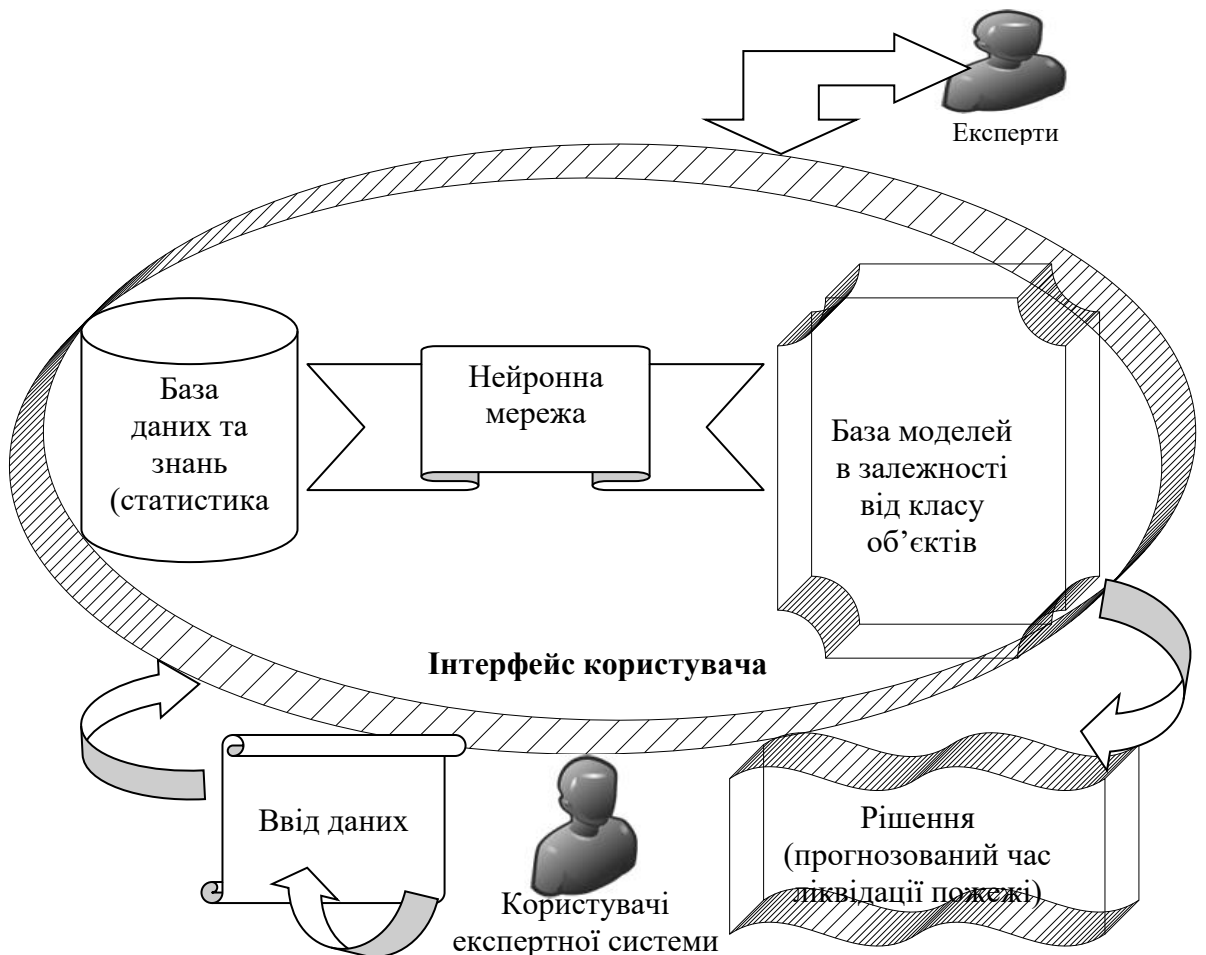 Експерти
База
даних та
знань
(статистика
Нейронна
мережа
База моделей
в залежності
від класу
об’єктів
Інтерфейс користувача
Ввід даних
Користувачі
експертної системи
Рішення
(прогнозований час
ліквідації пожежі)